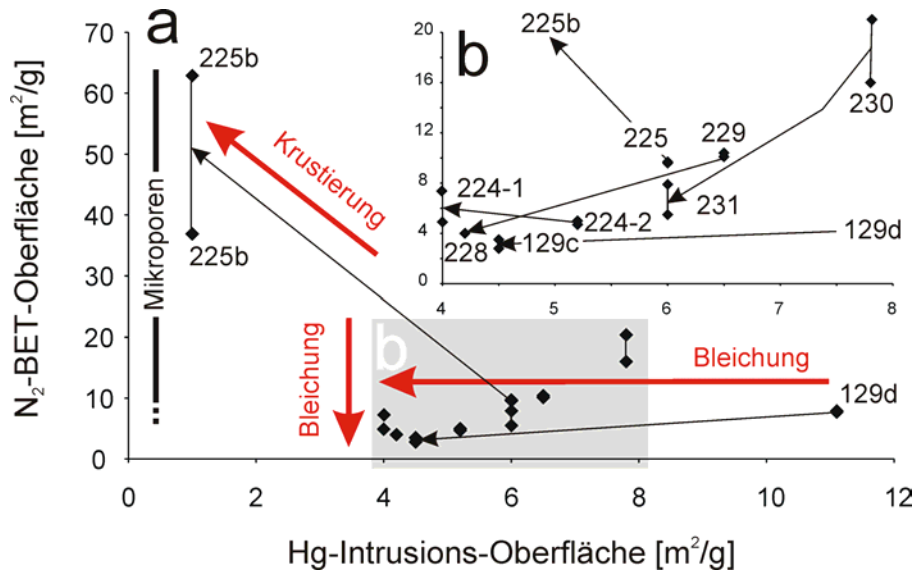 N₂-BET-Oberfläche [m²/g]
70
60
50
40
30
20
10
0
0
2
4
6
8
10
12
Hg-Intrusions-Oberfläche [m²/g]
a
Mikroporen
225b
225b
Krustierung
Bleichung
b
Bleichung
129d
b
20
16
12
8
4
0
4
5
6
7
8
225b
225
229
230
224-1
224-2
231
228
129c
129d